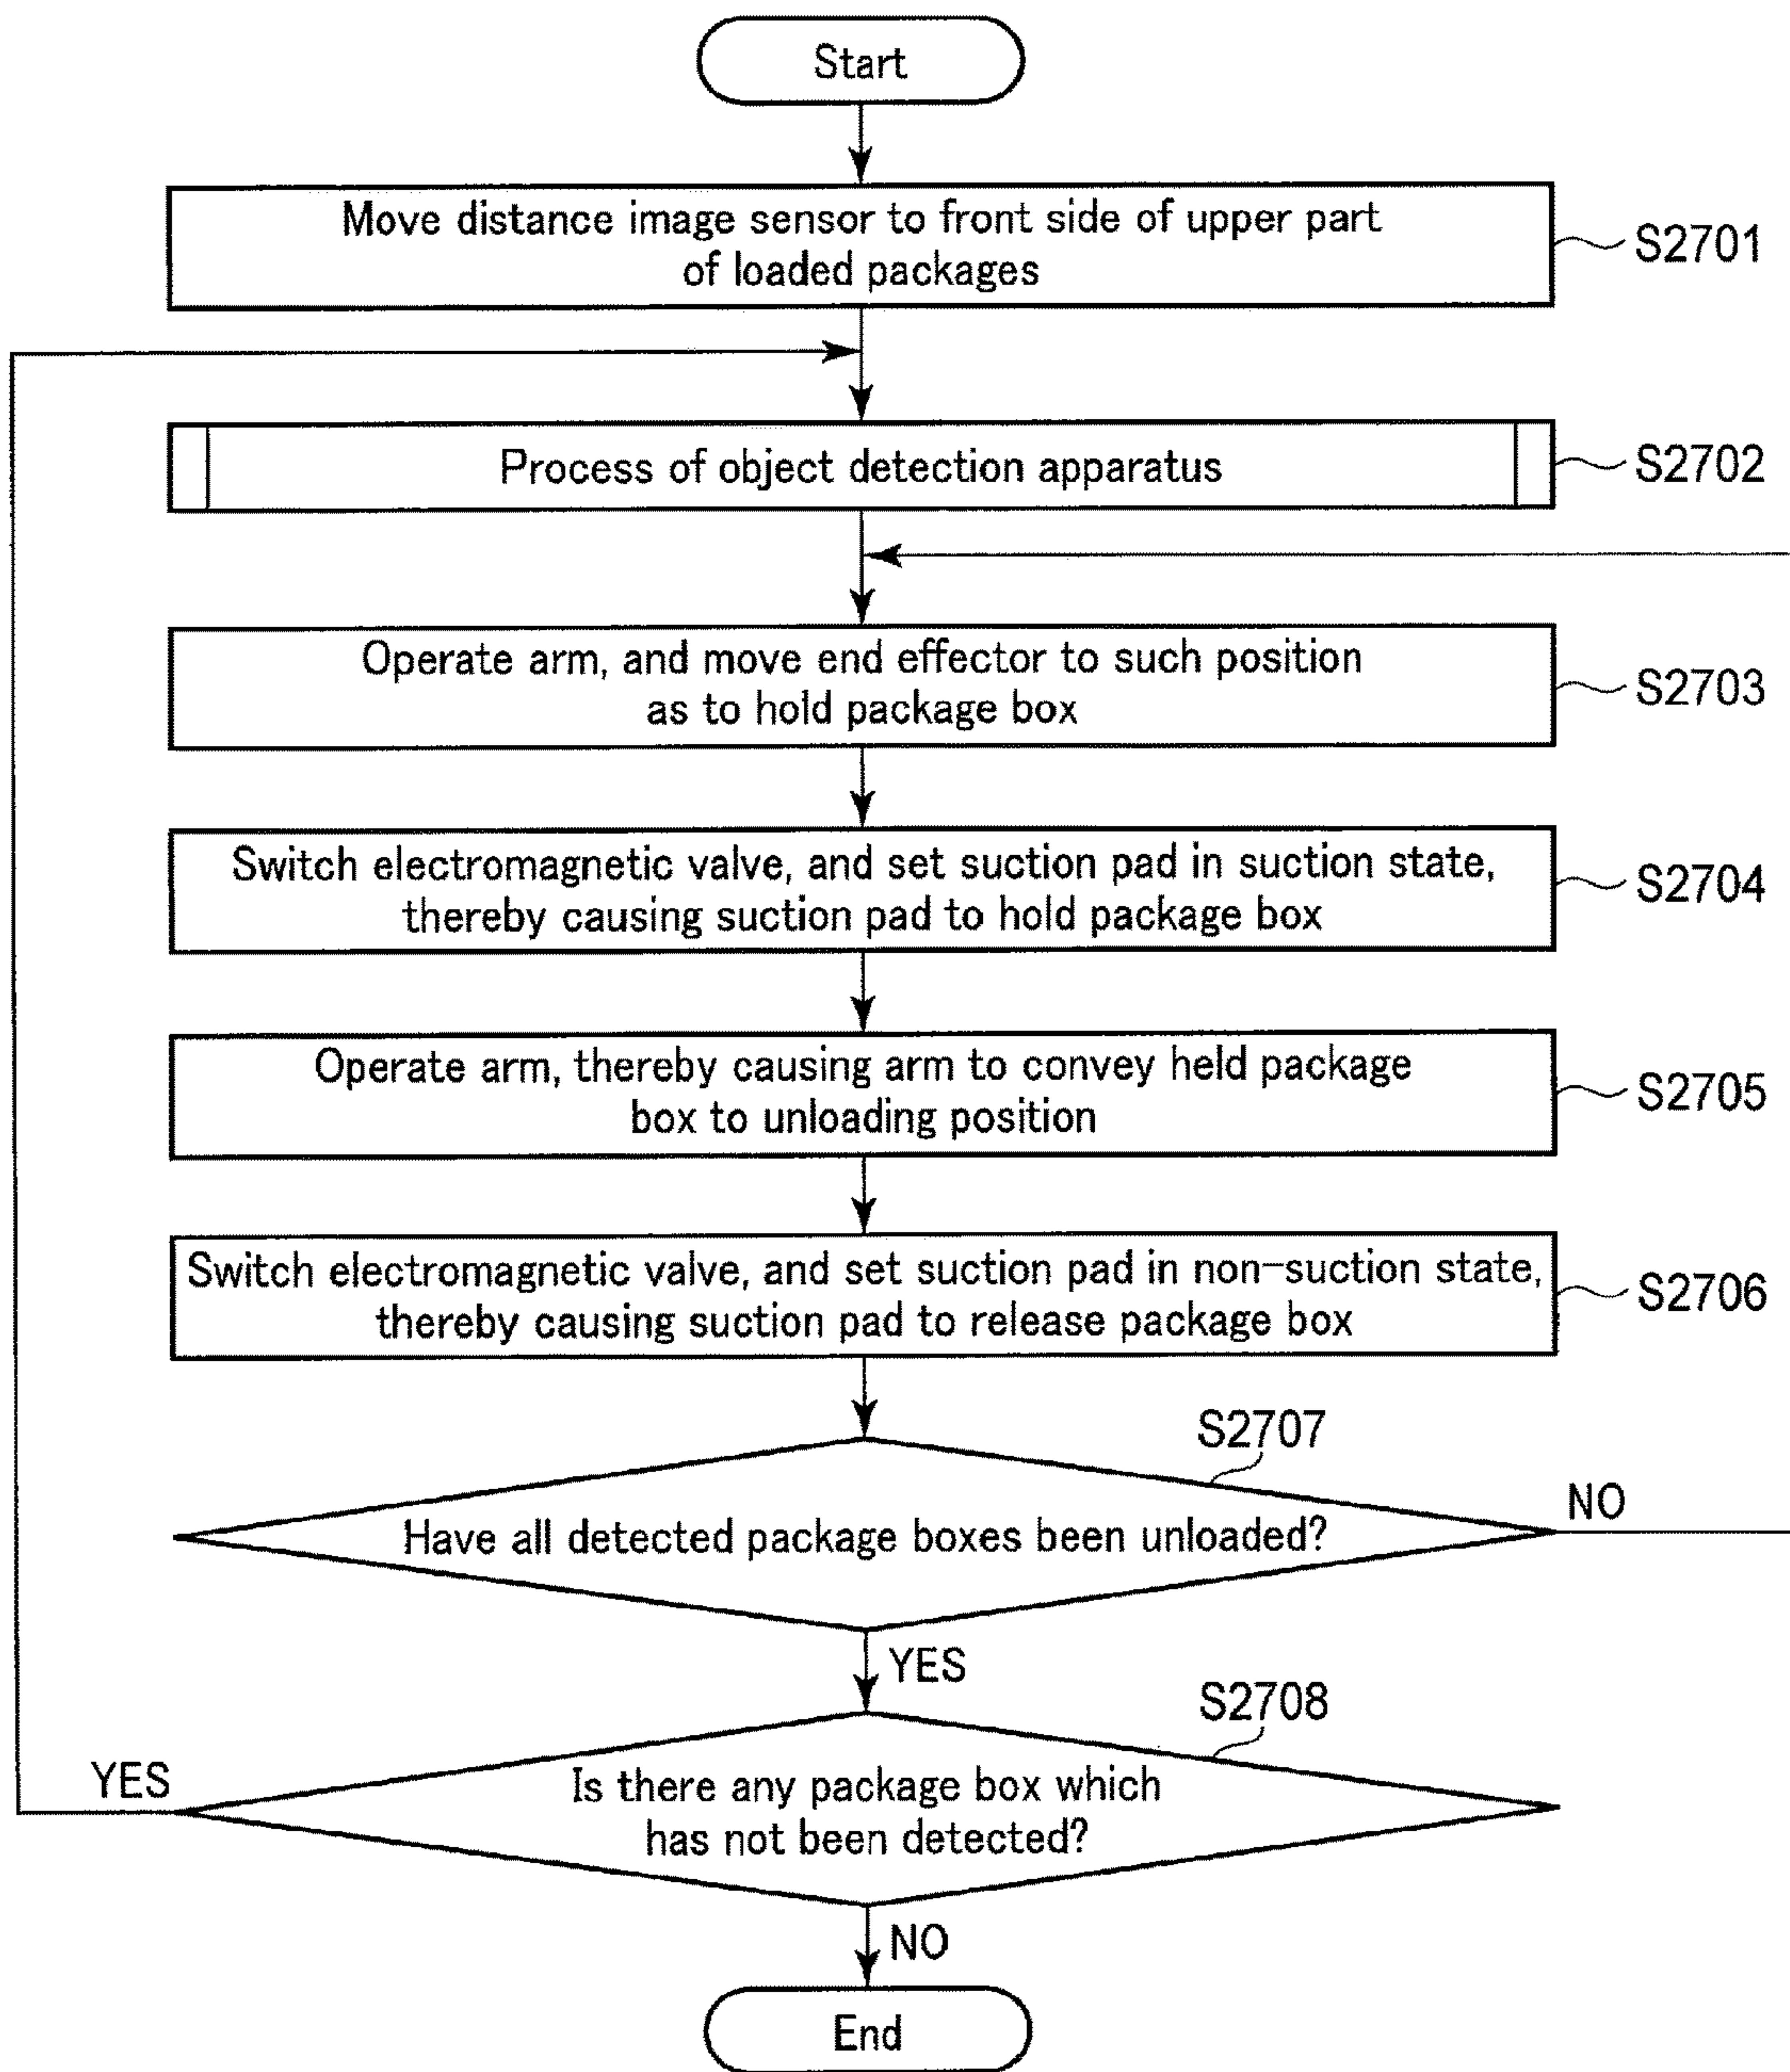 Start
Move distance image sensor to front side of upper part
of loaded packages
S2701
Process of object detection apparatus
S2702
Operate arm, and move end effector to such position
as to hold package box
S2703
Switch electromagnetic valve, and set suction pad in suction state,
thereby causing suction pad to hold package box
S2704
Operate arm, thereby causing arm to convey held package
box to unloading position
S2705
Switch electromagnetic valve, and set suction pad in non-suction state,
thereby causing suction pad to release package box
S2706
S2707
Have all detected package boxes been unloaded?
NO
YES
S2708
YES
Is there any package box which
has not been detected?
NO
End